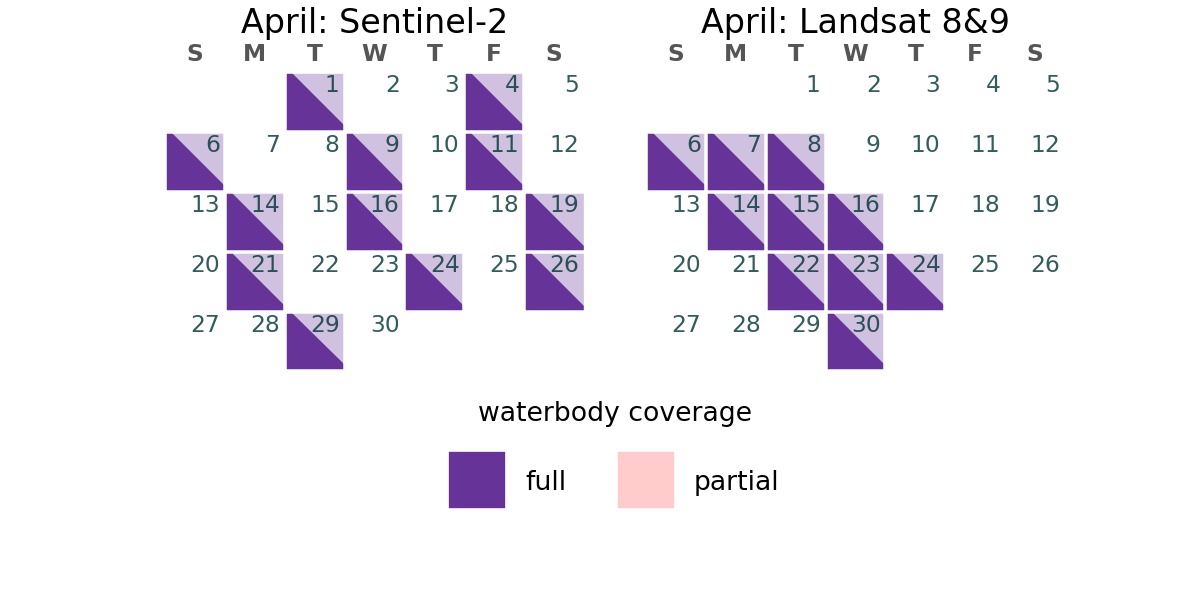 April: Sentinel-2
S M T W T F S
1 2 3 4 5
6 7 8 9 10 11 12
13 14 15 16 17 18 19
20 21 22 23 24 25 26
27 28 29 30
April: Landsat 8&9
S M T W T F S
1 2 3 4 5
6 7 8 9 10 11 12
13 14 15 16 17 18 19
20 21 22 23 24 25 26
27 28 29 30
waterbody coverage
full
partial